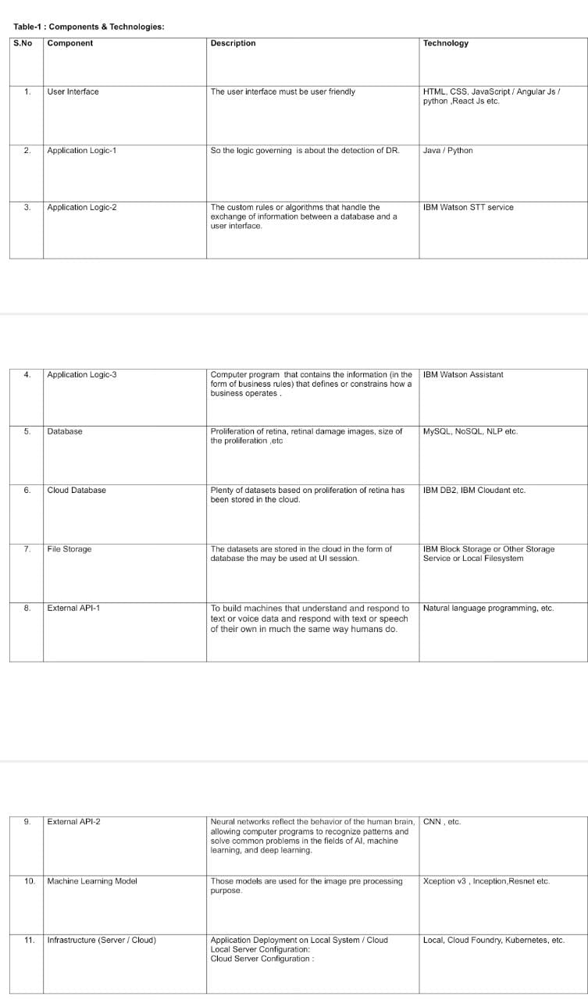 Table-1 : Components & Technologies:
S.No Component Description Technology
1. User Interface The user interface must be user friendly HTML, CSS, JavaScript / Angular Js /
python ,React Js etc.
2. Application Logic-1 So the logic governing is about the detection of DR. Java / Python
3. Application Logic-2 The custom rules or algorithms that handle the IBM Watson STT service
exchange of information between a database and a
user interface.
4. Application Logic-3 Computer program that contains the information (in the IBM Watson Assistant
form of business rules) that defines or constrains how a
business operates .
5. Database Proliferation of retina, retinal damage images, size of MySQL, NoSQL, NLP etc.
the proliferation ,etc
6. Cloud Database Plenty of datasets based on proliferation of retina has IBM DB2, IBM Cloudant etc.
been stored in the cloud.
7. File Storage The datasets are stored in the cloud in the form of IBM Block Storage or Other Storage
database the may be used at UI session. Service or Local Filesystem
8. External API-1 To build machines that understand and respond to Natural language programming, etc.
text or voice data and respond with text or speech
of their own in much the same way humans do.
9. External API-2 Neural networks reflect the behavior of the human brain, CNN , etc.
allowing computer programs to recognize patterns and
solve common problems in the fields of AI, machine
learning, and deep learning.
10. Machine Learning Model Those models are used for the image pre processing Xception v3 , Inception,Resnet etc.
purpose.
11. Infrastructure (Server / Cloud) Application Deployment on Local System / Cloud Local, Cloud Foundry, Kubernetes, etc.
Local Server Configuration:
Cloud Server Configuration :